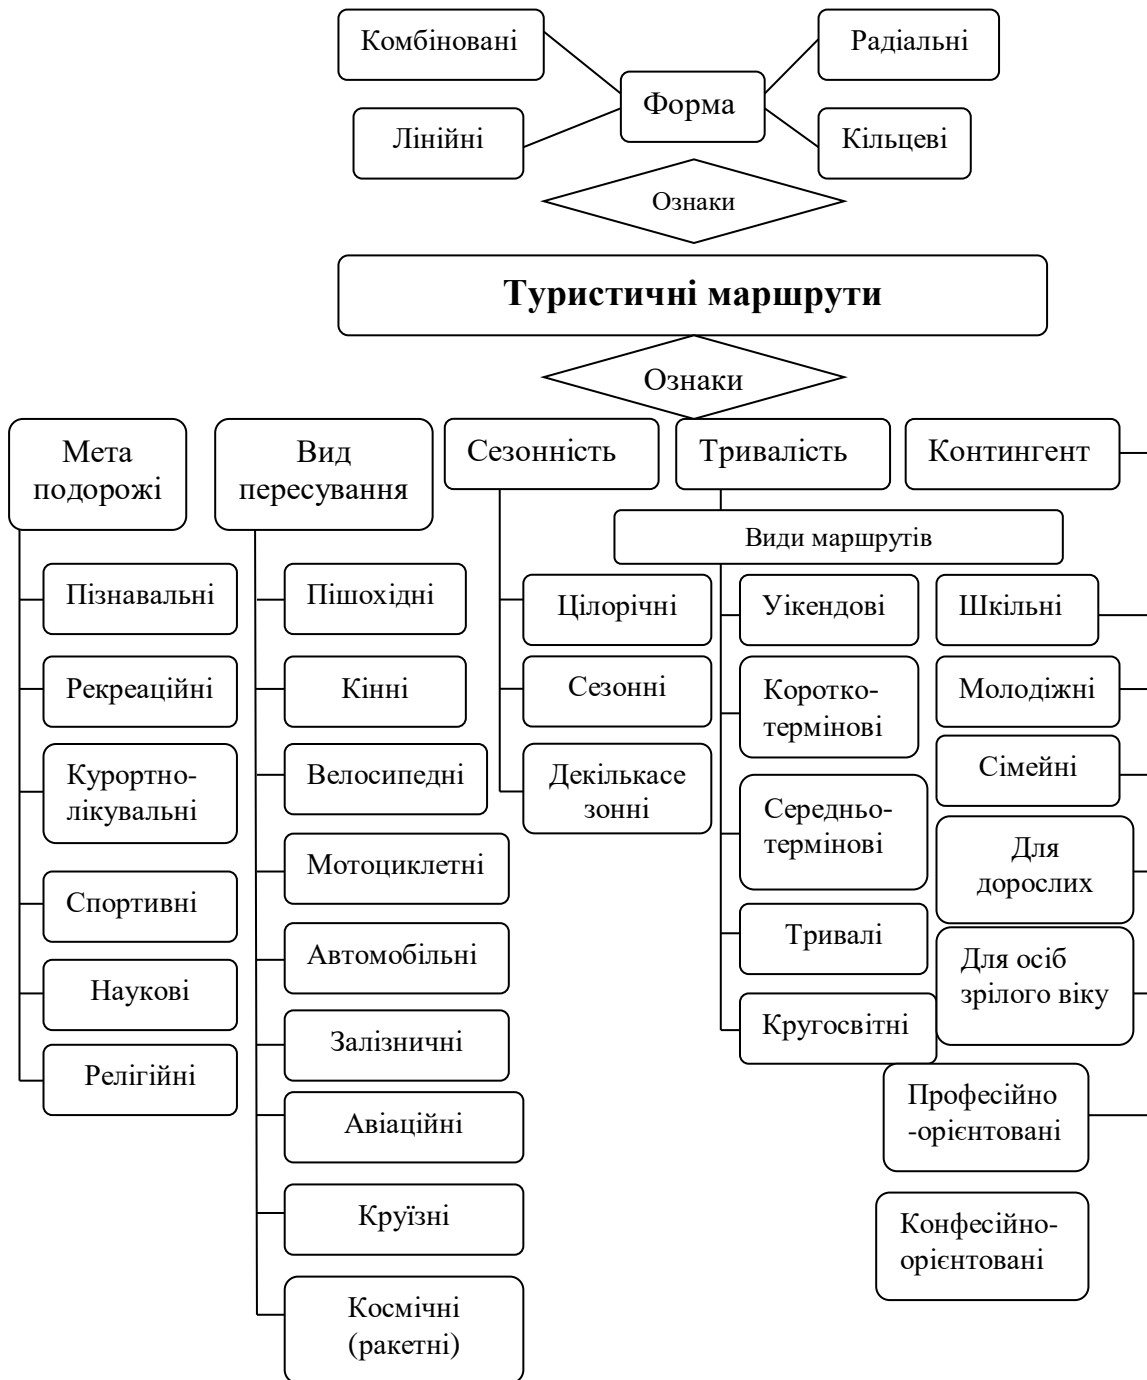 Комбіновані
Радіальні
Форма
Лінійні
Кільцеві
Ознаки
Туристичні маршрути
Ознаки
Мета
подорожі
Вид
пересування
Сезонність
Тривалість
Контингент
Види маршрутів
Пізнавальні
Рекреаційні
Курортно-
лікувальні
Спортивні
Наукові
Релігійні
Пішохідні
Кінні
Велосипедні
Мотоциклетні
Автомобільні
Залізничні
Авіаційні
Круїзні
Космічні
(ракетні)
Цілорічні
Сезонні
Декількасе
зонні
Уікендові
Коротко-
термінові
Середньо-
термінові
Тривалі
Кругосвітні
Шкільні
Молодіжні
Сімейні
Для
дорослих
Для осіб
зрілого віку
Професійно
-орієнтовані
Конфесійно-
орієнтовані